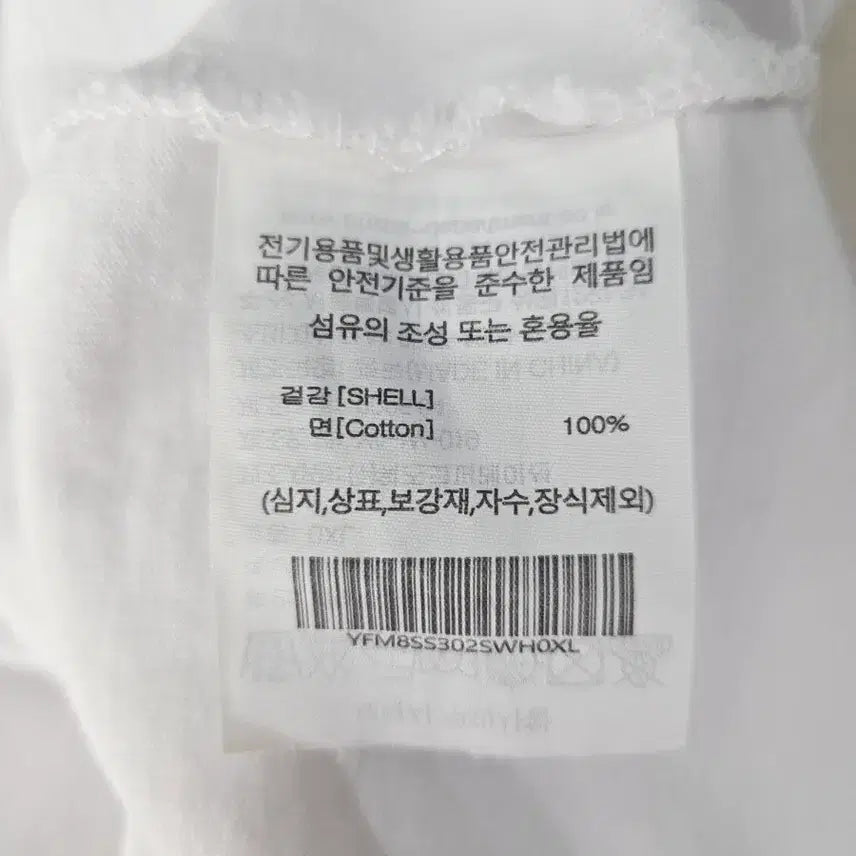 전기용품및생활용품안전관리법에
따른 안전기준을 준수한 제품임
섬유의 조성 또는 혼용율
겉감 [SHELL]
면[Cotton] 100%
(심지,상표,보강재,자수,장식제외)
YFM8SS302SWH0XL